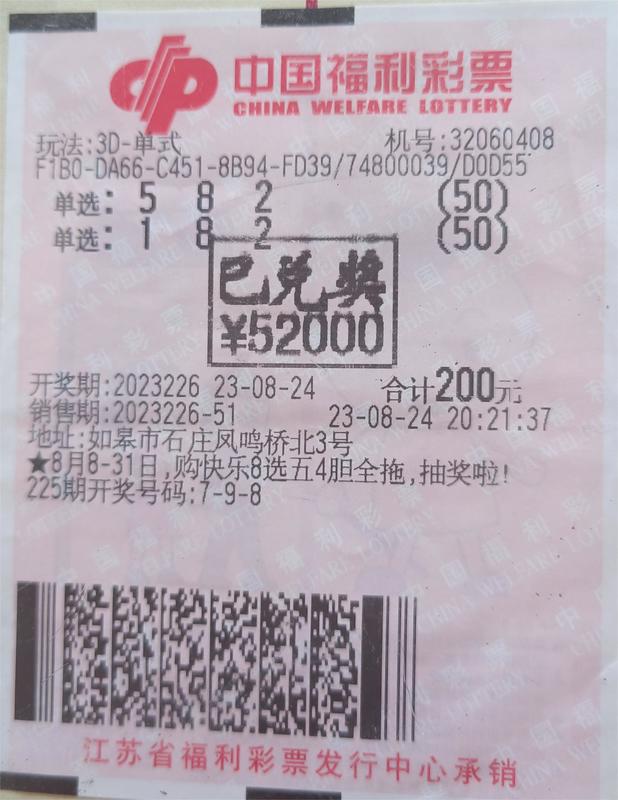 中国福利彩票
CHINA WELFARE LOTTERY
玩法:3D-单式 机号:32060408
F1B0-DA66-C451-8B94-FD39/74800039/D0D55
单选: 5 8 2 (50)
单选: 1 8 2 (50)
已兑奖
¥52000
开奖期:2023226 23-08-24 合计200元
销售期:2023226-51 23-08-24 20:21:37
地址:如皋市石庄凤鸣桥北3号
★8月8-31日,购快乐8选五4胆全拖,抽奖啦!
225期开奖号码:7-9-8
江苏省福利彩票发行中心承销